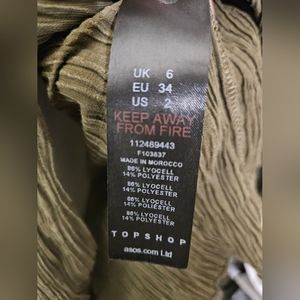 UK 6
EU 34
US 2
KEEP AWAY
FROM FIRE
112489443
F103837
MADE IN MOROCCO
86% LYOCELL
14% POLYESTER
86% LYOCELL
14% POLYESTER
86% LYOCELL
14% POLYESTER
86% LYOCELL
14% POLYESTER
TOPSHOP
asos.com Ltd